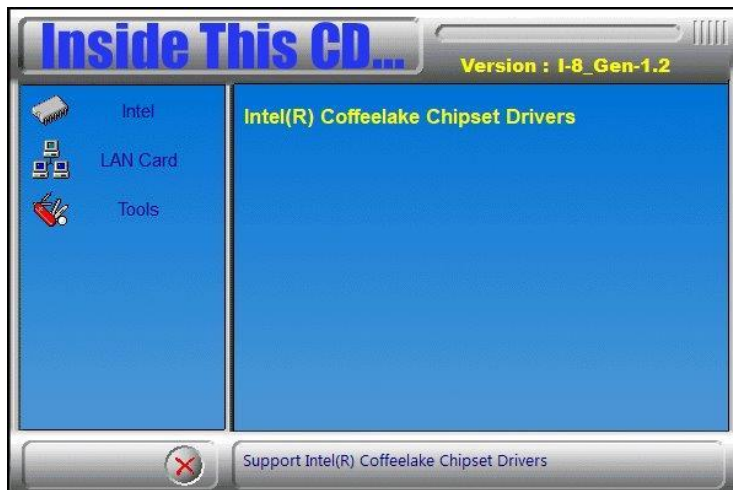 Inside This CD...
Version : I-8_Gen-1.2
Intel
LAN Card
Tools
Intel(R) Coffeelake Chipset Drivers
Support Intel(R) Coffeelake Chipset Drivers